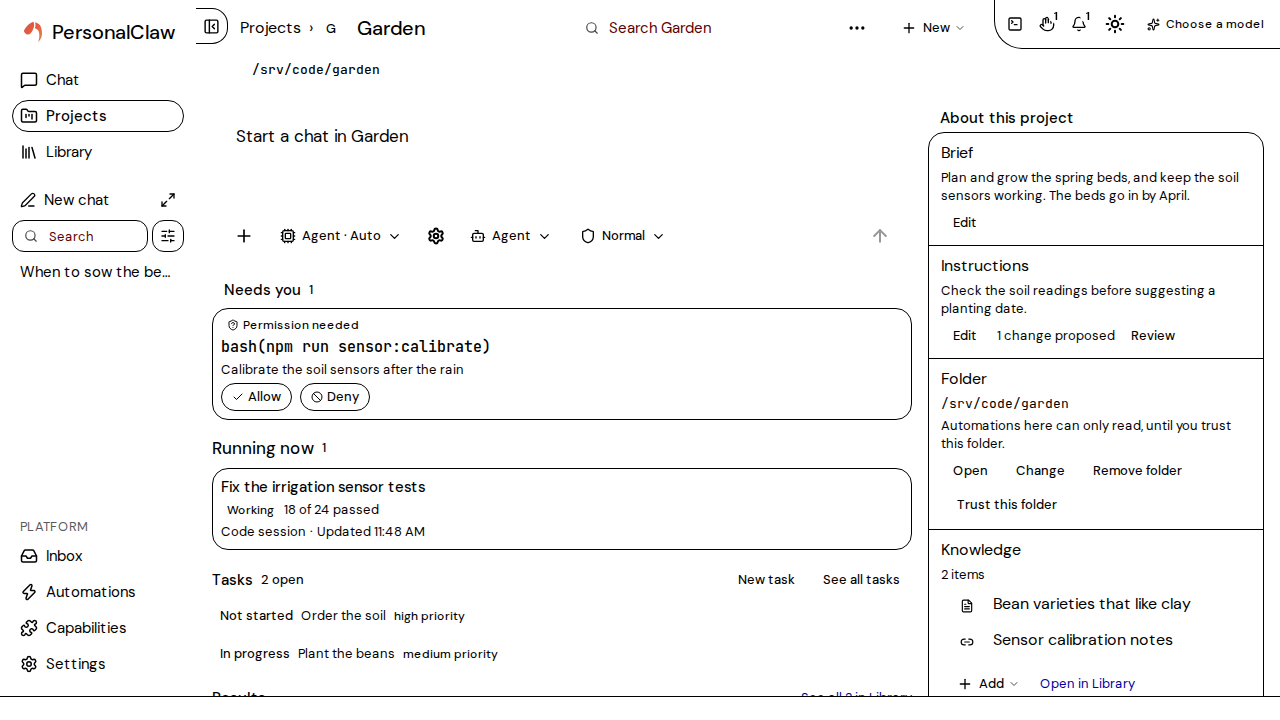 PersonalClaw
Projects › G Garden
Search Garden
New
1
1
Choose a model
Chat
Projects
Library
New chat
Search
When to sow the be…
PLATFORM
Inbox
Automations
Capabilities
Settings
/srv/code/garden
Start a chat in Garden
Agent · Auto
Agent
Normal
Needs you 1
Permission needed
bash(npm run sensor:calibrate)
Calibrate the soil sensors after the rain
Allow
Deny
Running now 1
Fix the irrigation sensor tests
Working 18 of 24 passed
Code session · Updated 11:48 AM
Tasks 2 open
New task
See all tasks
Not started Order the soil high priority
In progress Plant the beans medium priority
Results
See all 2 in Library
About this project
Brief
Plan and grow the spring beds, and keep the soil
sensors working. The beds go in by April.
Edit
Instructions
Check the soil readings before suggesting a
planting date.
Edit 1 change proposed Review
Folder
/srv/code/garden
Automations here can only read, until you trust
this folder.
Open Change Remove folder
Trust this folder
Knowledge
2 items
Bean varieties that like clay
Sensor calibration notes
Add Open in Library